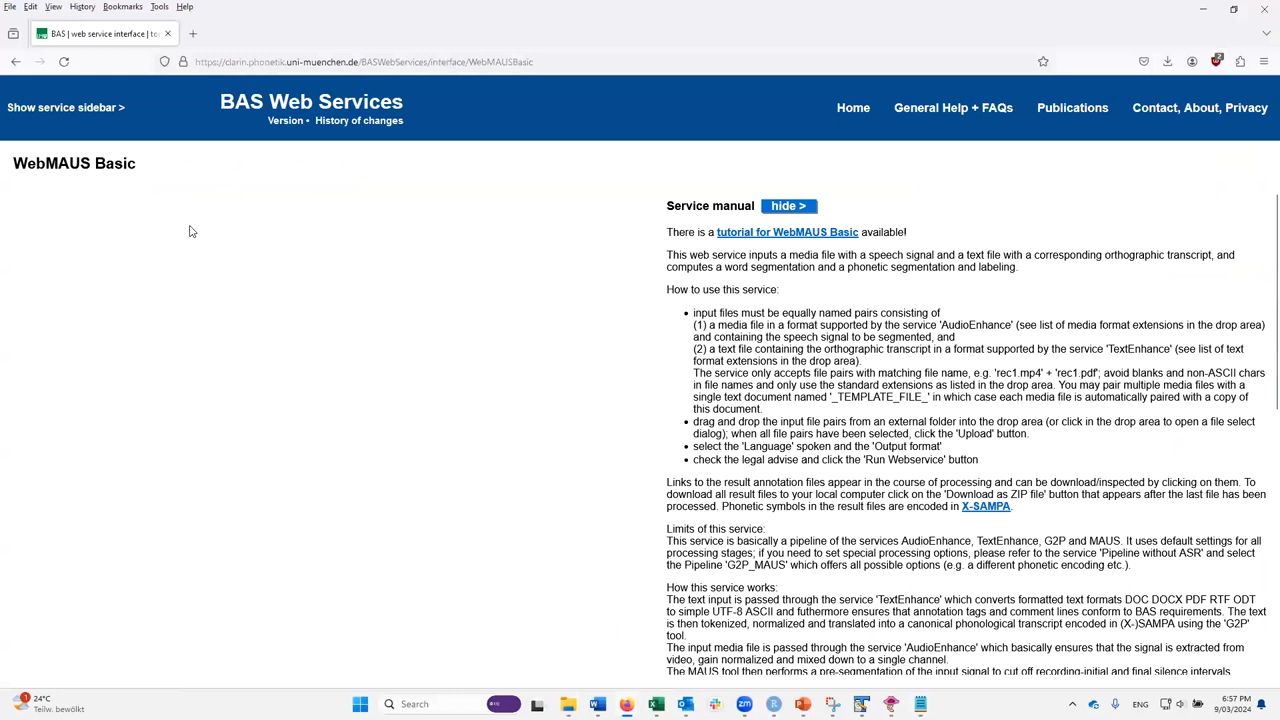 File Edit View History Bookmarks Tools Help
BAS | web service interface | to
https://clarin.phonetik.uni-muenchen.de/BASWebServices/interface/WebMAUSBasic
Show service sidebar >
BAS Web Services
Version • History of changes
Home General Help + FAQs Publications Contact, About, Privacy
WebMAUS Basic
Service manual hide >
There is a tutorial for WebMAUS Basic available!
This web service inputs a media file with a speech signal and a text file with a corresponding orthographic transcript, and
computes a word segmentation and a phonetic segmentation and labeling.
How to use this service:
• input files must be equally named pairs consisting of
(1) a media file in a format supported by the service 'AudioEnhance' (see list of media format extensions in the drop area)
and containing the speech signal to be segmented, and
(2) a text file containing the orthographic transcript in a format supported by the service 'TextEnhance' (see list of text
format extensions in the drop area).
The service only accepts file pairs with matching file name, e.g. 'rec1.mp4' + 'rec1.pdf'; avoid blanks and non-ASCII chars
in file names and only use the standard extensions as listed in the drop area. You may pair multiple media files with a
single text document named '_TEMPLATE_FILE_' in which case each media file is automatically paired with a copy of
this document.
• drag and drop the input file pairs from an external folder into the drop area (or click in the drop area to open a file select
dialog); when all file pairs have been selected, click the 'Upload' button.
• select the 'Language' spoken and the 'Output format'
• check the legal advise and click the 'Run Webservice' button
Links to the result annotation files appear in the course of processing and can be download/inspected by clicking on them. To
download all result files to your local computer click on the 'Download as ZIP file' button that appears after the last file has been
processed. Phonetic symbols in the result files are encoded in X-SAMPA.
Limits of this service:
This service is basically a pipeline of the services AudioEnhance, TextEnhance, G2P and MAUS. It uses default settings for all
processing stages; if you need to set special processing options, please refer to the service 'Pipeline without ASR' and select
the Pipeline 'G2P_MAUS' which offers all possible options (e.g. a different phonetic encoding etc.).
How this service works:
The text input is passed through the service 'TextEnhance' which converts formatted text formats DOC DOCX PDF RTF ODT
to simple UTF-8 ASCII and futhermore ensures that annotation tags and comment lines conform to BAS requirements. The text
is then tokenized, normalized and translated into a canonical phonological transcript encoded in (X-)SAMPA using the 'G2P'
tool.
The input media file is passed through the service 'AudioEnhance' which basically ensures that the signal is extracted from
video, gain normalized and mixed down to a single channel.
The MAUS tool then performs a pre-segmentation of the input signal to cut off recording-initial and final silence intervals
1
24°C
Teilw. bewölkt
Search
ENG
6:57 PM
9/03/2024